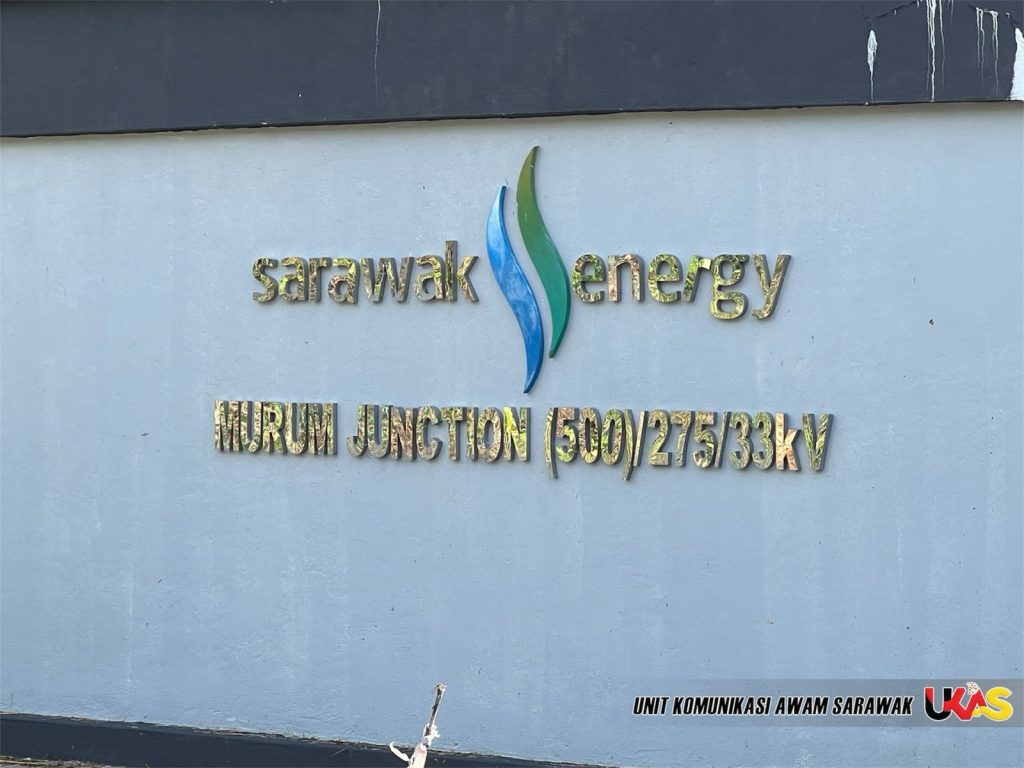 sarawak energy
MURUM JUNCTION (500)/275/33kV
UNIT KOMUNIKASI AWAM SARAWAK UKAS